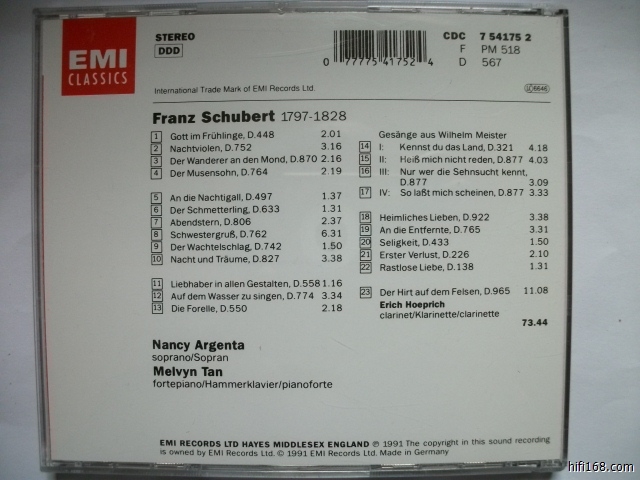 EMI
CLASSICS
STEREO
DDD
0 77775 41752 4
CDC 7 54175 2
F PM 518
D 567
International Trade Mark of EMI Records Ltd.
LC 6646
Franz Schubert 1797-1828
1 Gott im Frühlinge, D.448 2.01
2 Nachtviolen, D.752 3.16
3 Der Wanderer an den Mond, D.870 2.16
4 Der Musensohn, D.764 2.19
5 An die Nachtigall, D.497 1.37
6 Der Schmetterling, D.633 1.31
7 Abendstern, D.806 2.37
8 Schwestergruß, D.762 6.31
9 Der Wachtelschlag, D.742 1.50
10 Nacht und Träume, D.827 3.38
11 Liebhaber in allen Gestalten, D.558 1.16
12 Auf dem Wasser zu singen, D.774 3.34
13 Die Forelle, D.550 2.18
Gesänge aus Wilhelm Meister
14 I: Kennst du das Land, D.321 4.18
15 II: Heiß mich nicht reden, D.877 4.03
16 III: Nur wer die Sehnsucht kennt,
D.877 3.09
17 IV: So laßt mich scheinen, D.877 3.33
18 Heimliches Lieben, D.922 3.38
19 An die Entfernte, D.765 3.31
20 Seligkeit, D.433 1.50
21 Erster Verlust, D.226 2.10
22 Rastlose Liebe, D.138 1.31
23 Der Hirt auf dem Felsen, D.965 11.08
Erich Hoeprich
clarinet/Klarinette/clarinette
73.44
Nancy Argenta
soprano/Sopran
Melvyn Tan
fortepiano/Hammerklavier/pianoforte
EMI RECORDS LTD HAYES MIDDLESEX ENGLAND ℗ 1991 The copyright in this sound recording
is owned by EMI Records Ltd. © 1991 EMI Records Ltd. Made in Germany
hifi168.com